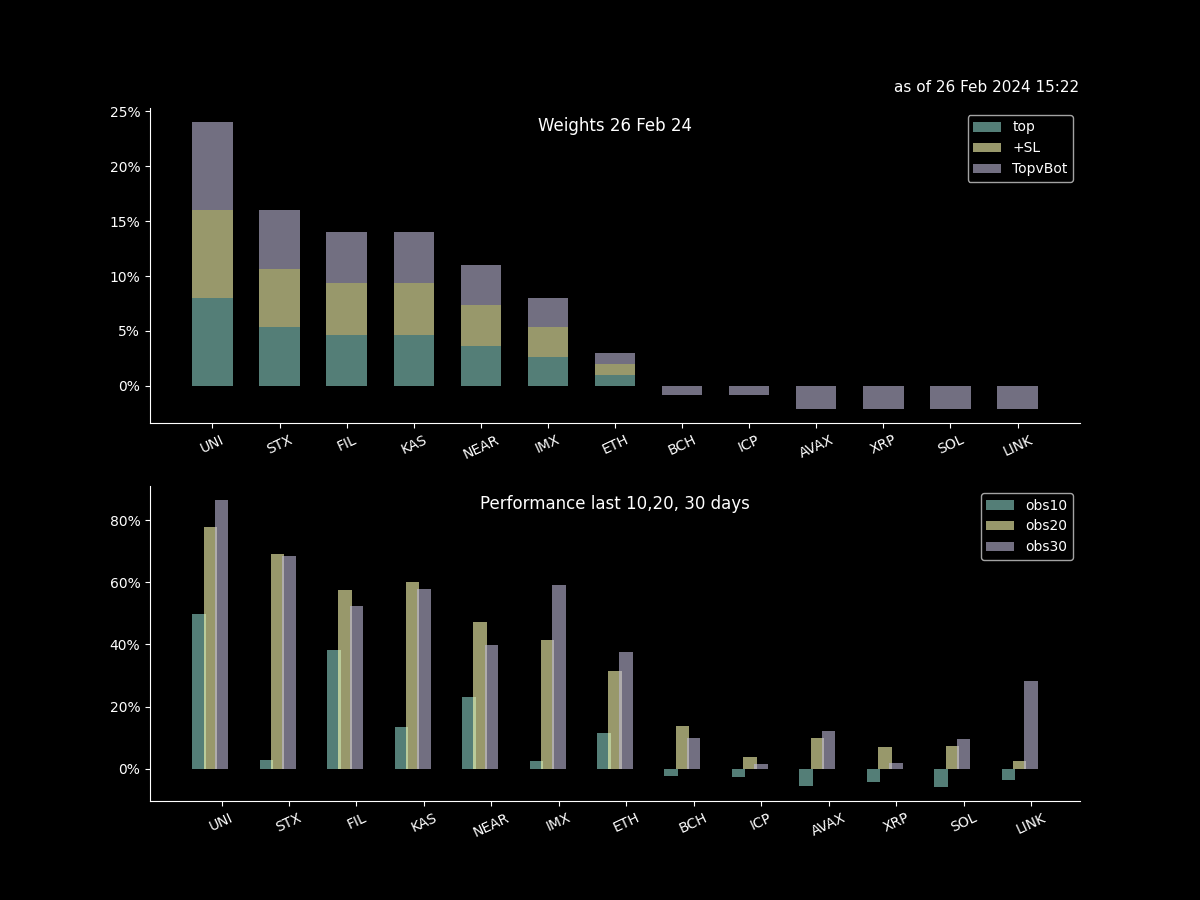 as of 26 Feb 2024 15:22
Weights 26 Feb 24
top
+SL
TopvBot
25%
20%
15%
10%
5%
0%
UNI STX FIL KAS NEAR IMX ETH BCH ICP AVAX XRP SOL LINK
Performance last 10,20, 30 days
obs10
obs20
obs30
80%
60%
40%
20%
0%
UNI STX FIL KAS NEAR IMX ETH BCH ICP AVAX XRP SOL LINK